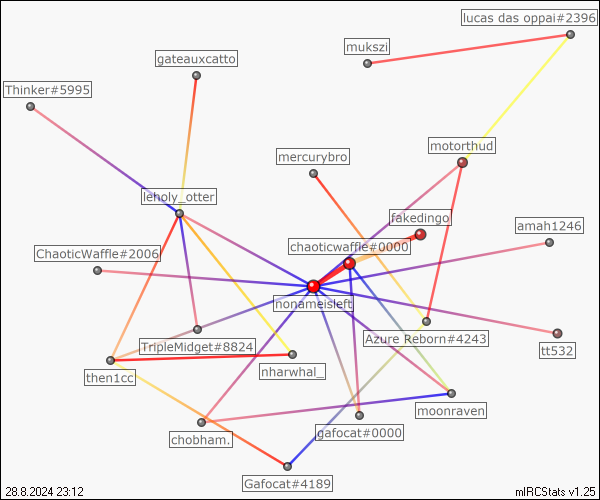 lucas das oppai#2396
mukszi
gateauxcatto
Thinker#5995
motorthud
mercurybro
leholy_otter
fakedingo
amah1246
chaoticwaffle#0000
ChaoticWaffle#2006
nonameisleft
Azure Reborn#4243
TripleMidget#8824
tt532
nharwhal_
then1cc
moonraven
gafocat#0000
chobham.
Gafocat#4189
28.8.2024 23:12
mIRCStats v1.25